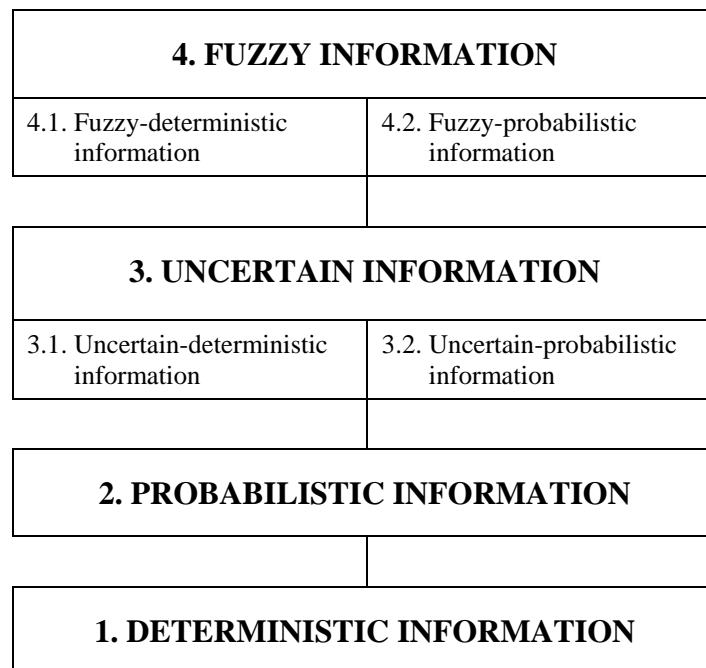 4. FUZZY INFORMATION
4.1. Fuzzy-deterministic
information
4.2. Fuzzy-probabilistic
information
3. UNCERTAIN INFORMATION
3.1. Uncertain-deterministic
information
3.2. Uncertain-probabilistic
information
2. PROBABILISTIC INFORMATION
1. DETERMINISTIC INFORMATION